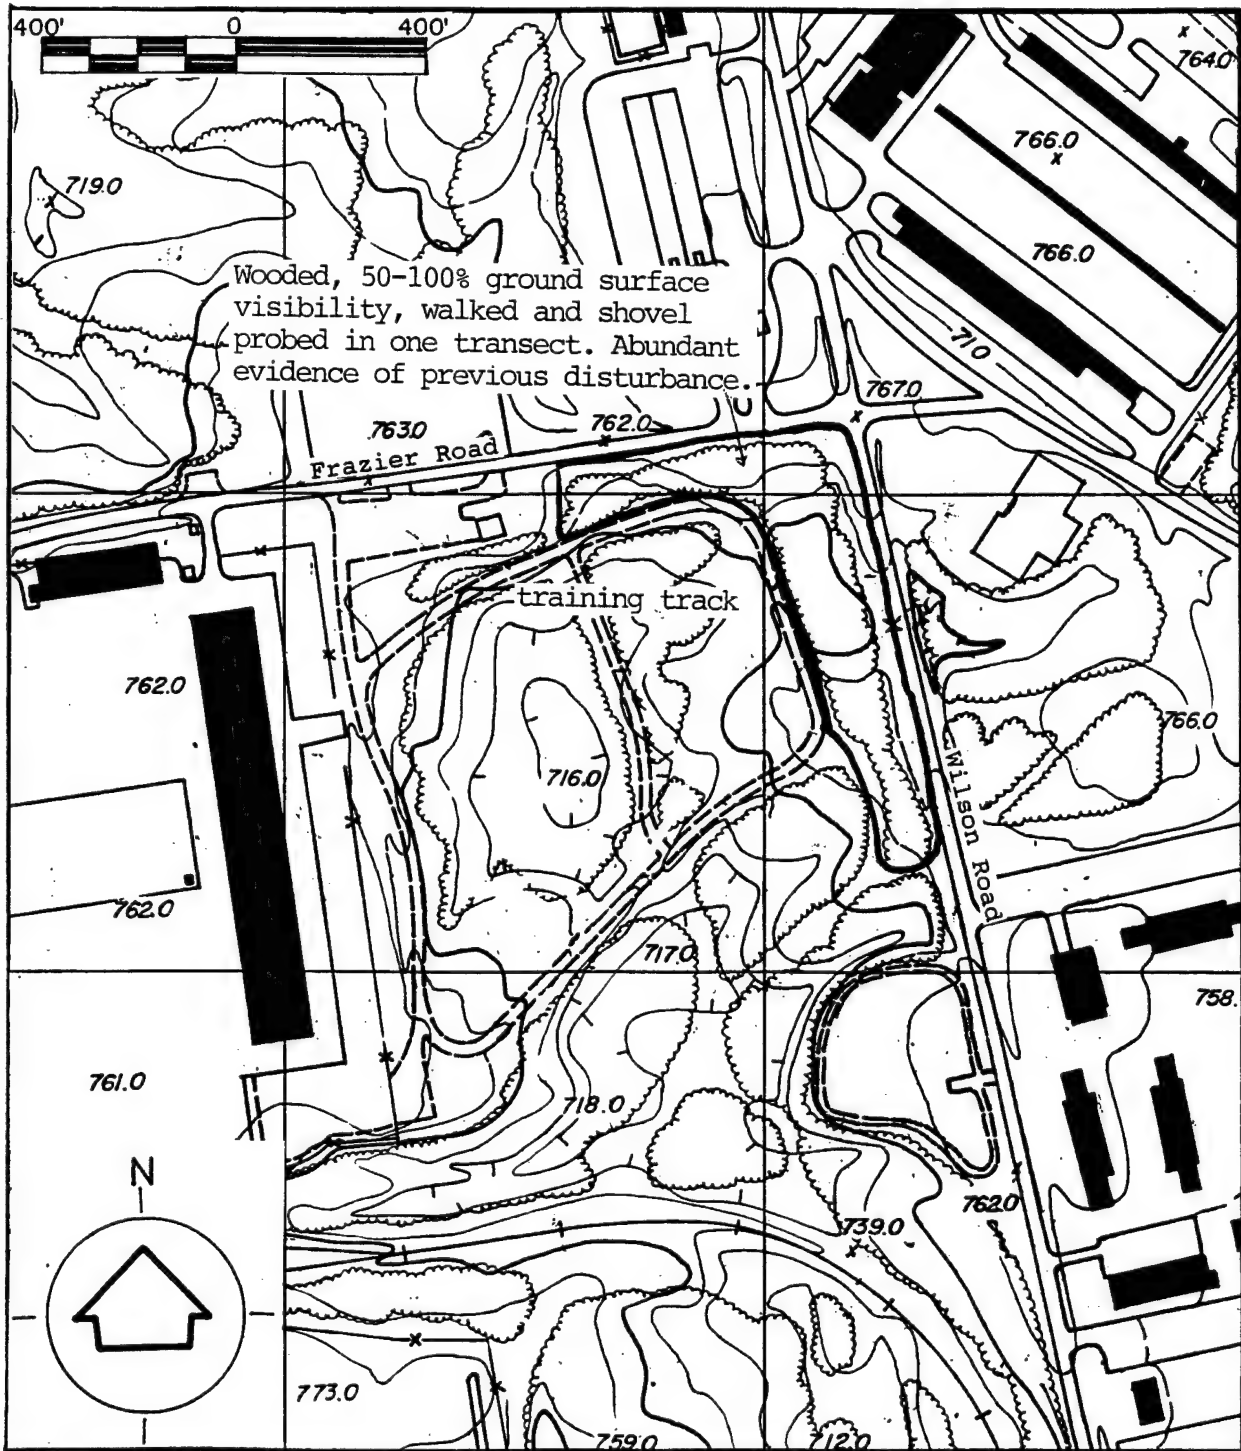 400' 0 400'
764.0
766.0
719.0
766.0
Wooded, 50-100% ground surface
visibility, walked and shovel
probed in one transect. Abundant
evidence of previous disturbance.
710
767.0
763.0
762.0
Frazier Road
training track
762.0
766.0
716.0
Wilson Road
762.0
717.0
758.
761.0
718.0
N
762.0
739.0
773.0
759.0
712.0